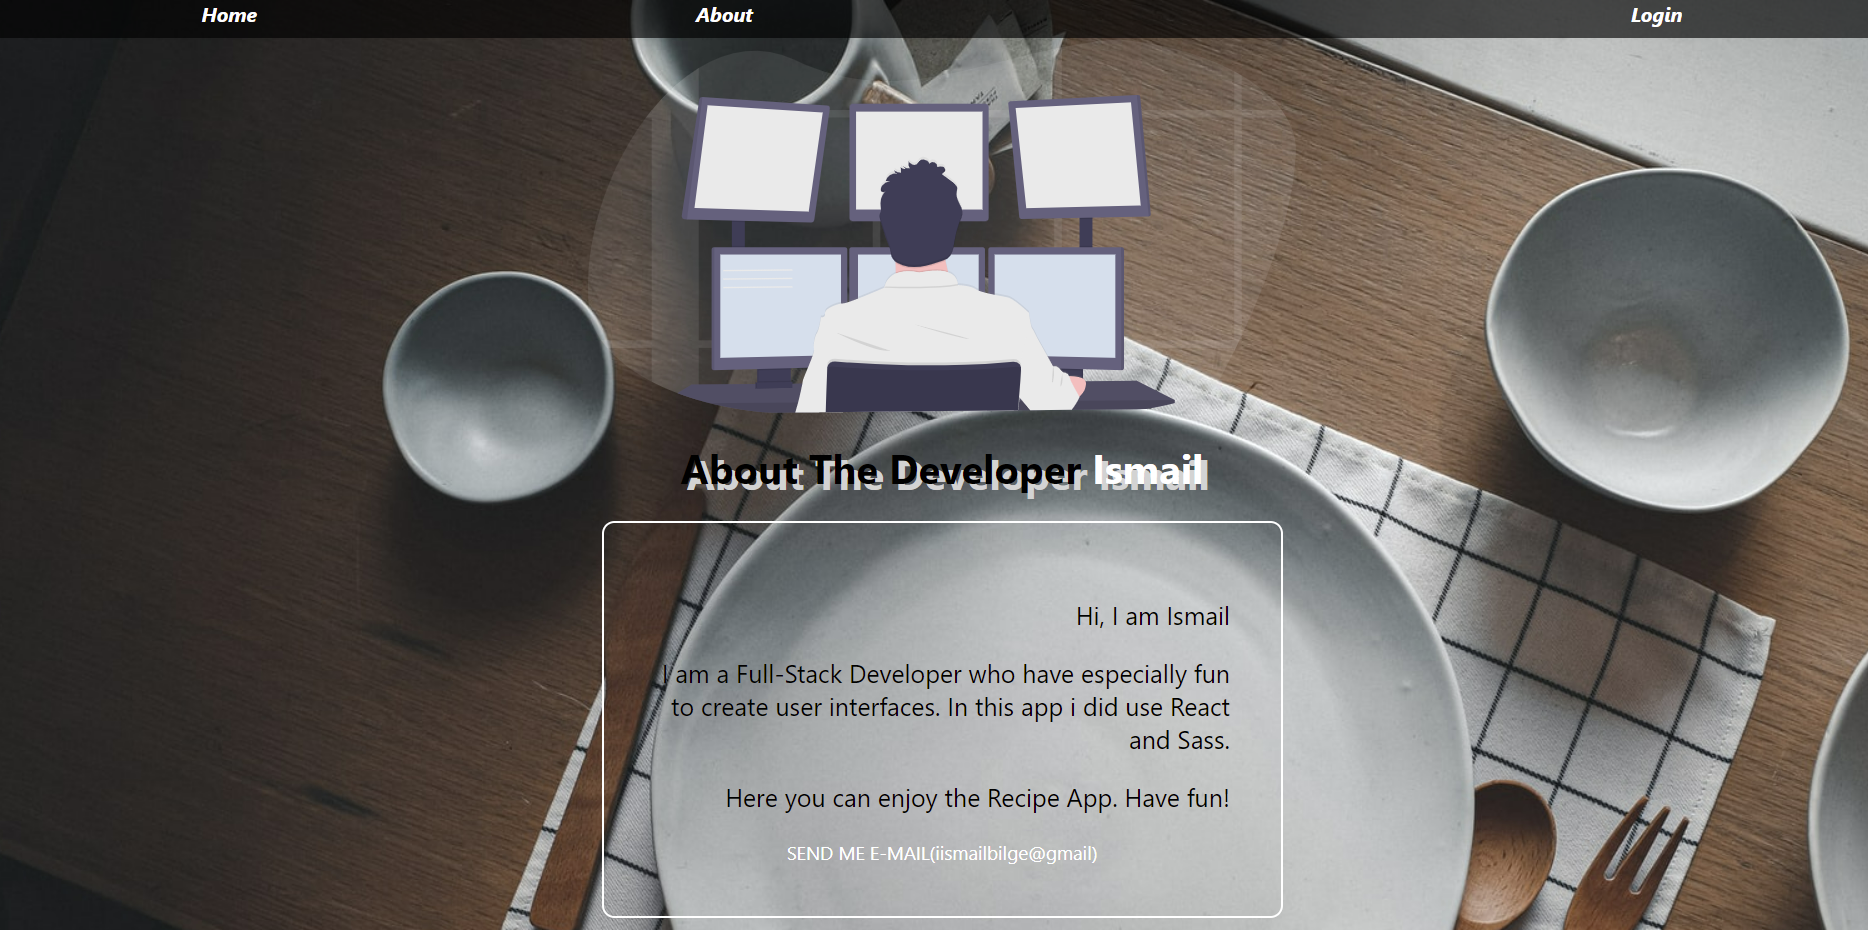 Home About Login
About The Developer Ismail
Hi, I am Ismail
I am a Full-Stack Developer who have especially fun
to create user interfaces. In this app i did use React
and Sass.
Here you can enjoy the Recipe App. Have fun!
SEND ME E-MAIL(iismailbilge@gmail)